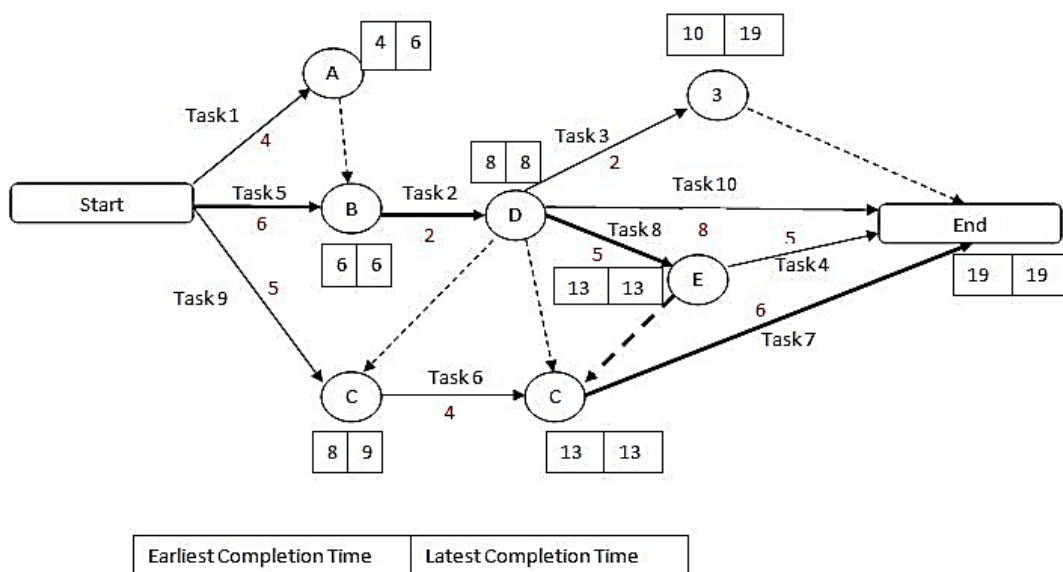 10 19
4 6
A
3
Task 1
4
Task 3
2
8 8
Start
Task 5
6
B
Task 2
2
D
Task 10
8
End
Task 8
5
5
Task 4
6 6
13 13
E
19 19
Task 9
5
6
Task 7
C
Task 6
4
C
8 9
13 13
Earliest Completion Time Latest Completion Time